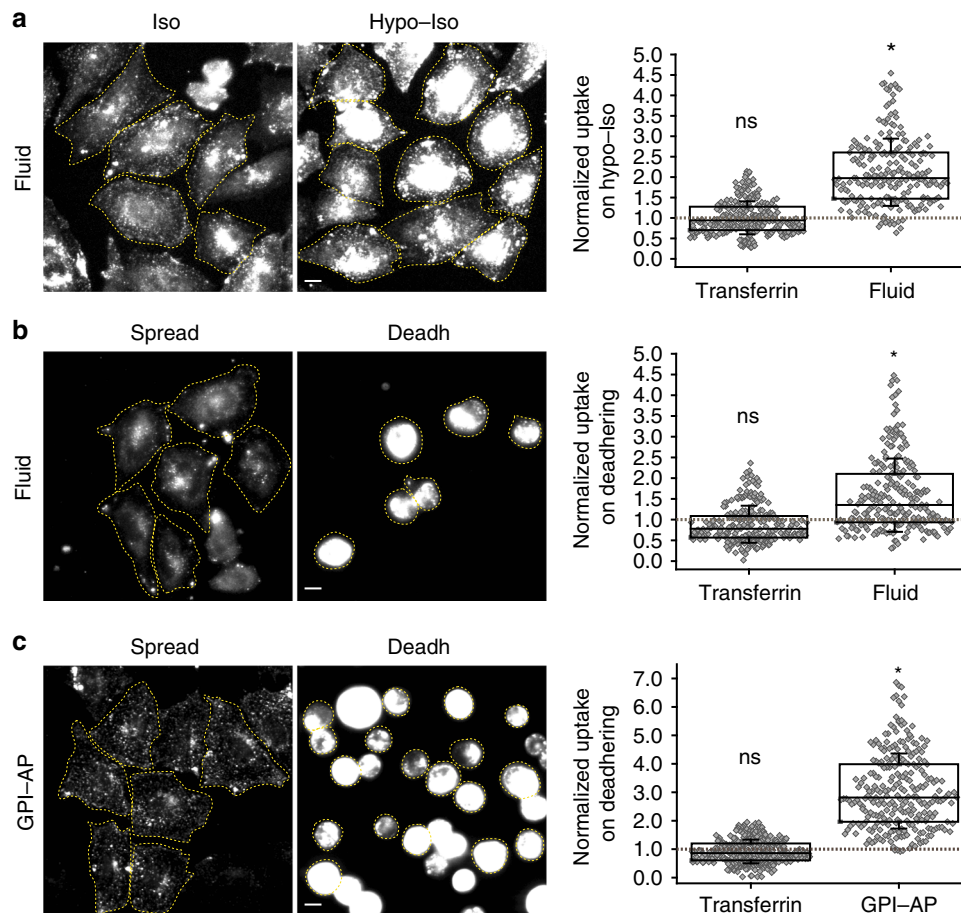 a
Iso
Hypo–Iso
Fluid
Normalized uptake
on hypo–Iso
5.0
4.5
4.0
3.5
3.0
2.5
2.0
1.5
1.0
0.5
0.0
ns
*
Transferrin
Fluid
b
Spread
Deadh
Fluid
Normalized uptake
on deadhering
5.0
4.5
4.0
3.5
3.0
2.5
2.0
1.5
1.0
0.5
0.0
ns
*
Transferrin
Fluid
c
Spread
Deadh
GPI–AP
Normalized uptake
on deadhering
7.0
6.0
5.0
4.0
3.0
2.0
1.0
0.0
ns
*
Transferrin
GPI–AP